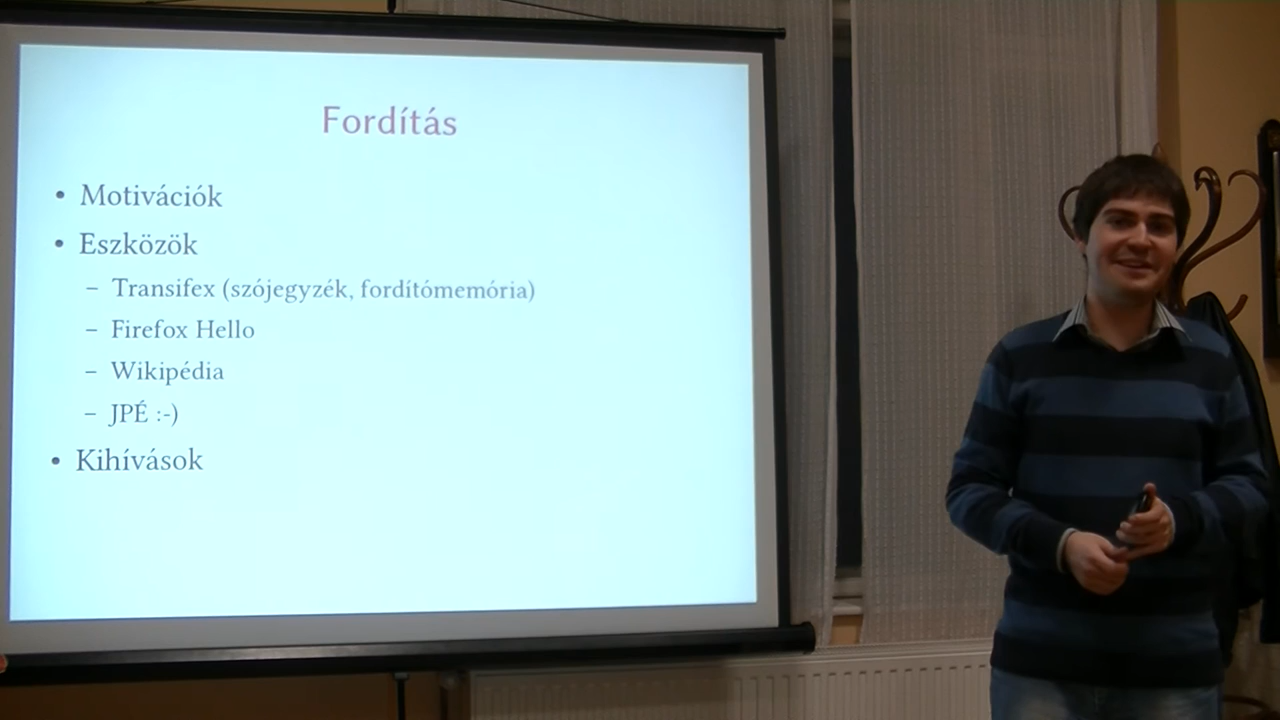 Fordítás
• Motivációk
• Eszközök
– Transifex (szójegyzék, fordítómemória)
– Firefox Hello
– Wikipédia
– JPÉ :-)
• Kihívások